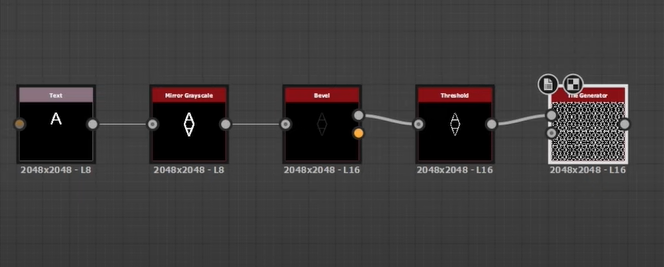 Text
Mirror Grayscale
Bevel
Threshold
Tile Generator
A
2048x2048 - L8
2048x2048 - L8
2048x2048 - L16
2048x2048 - L16
2048x2048 - L16